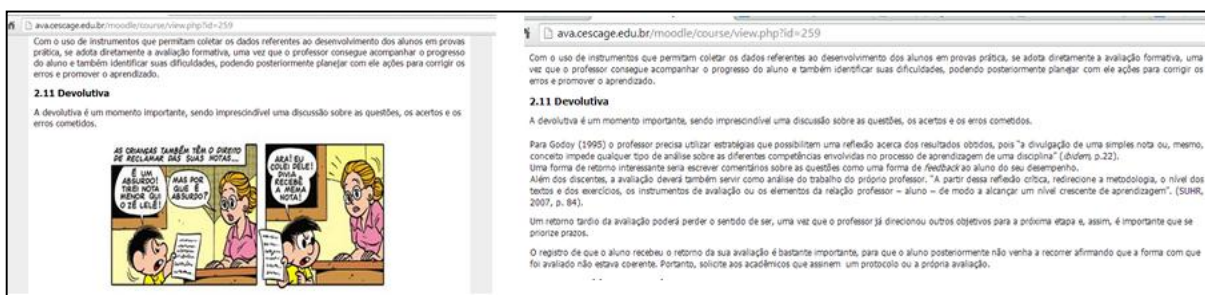 ava.cescage.edu.br/moodle/course/view.php?id=259
Com o uso de instrumentos que permitam coletar os dados referentes ao desenvolvimento dos alunos em provas
prática, se adota diretamente a avaliação formativa, uma vez que o professor consegue acompanhar o progresso
do aluno e também identificar suas dificuldades, podendo posteriormente planejar com ele ações para corrigir os
erros e promover o aprendizado.
2.11 Devolutiva
A devolutiva é um momento importante, sendo imprescindível uma discussão sobre as questões, os acertos e os
erros cometidos.
AS CRIANÇAS TAMBÉM TÊM O DIREITO
DE RECLAMAR DAS SUAS NOTAS...
É UM
ABSURDO!
TIREI NOTA
MENOR QUI
O ZÉ LELÉ!
MAS POR
QUE É
ABSURDO?
ARA! EU
COLEI DELE!
DIVIA
RECEBÊ
A MEMA
NOTA!
ava.cescage.edu.br/moodle/course/view.php?id=259
Com o uso de instrumentos que permitam coletar os dados referentes ao desenvolvimento dos alunos em provas prática, se adota diretamente a avaliação formativa, uma
vez que o professor consegue acompanhar o progresso do aluno e também identificar suas dificuldades, podendo posteriormente planejar com ele ações para corrigir os
erros e promover o aprendizado.
2.11 Devolutiva
A devolutiva é um momento importante, sendo imprescindível uma discussão sobre as questões, os acertos e os erros cometidos.
Para Godoy (1995) o professor precisa utilizar estratégias que possibilitem uma reflexão acerca dos resultados obtidos, pois "a divulgação de uma simples nota ou, mesmo,
conceito impede qualquer tipo de análise sobre as diferentes competências envolvidas no processo de aprendizagem de uma disciplina" (ibidem, p.22).
Uma forma de retorno interessante seria escrever comentários sobre as questões como uma forma de feedback ao aluno do seu desempenho.
Além dos discentes, a avaliação deverá também servir como análise do trabalho do próprio professor. "A partir dessa reflexão crítica, redirecione a metodologia, o nível dos
textos e dos exercícios, os instrumentos de avaliação ou os elementos da relação professor – aluno – de modo a alcançar um nível crescente de aprendizagem". (SUHR,
2007, p. 84).
Um retorno tardio da avaliação poderá perder o sentido de ser, uma vez que o professor já direcionou outros objetivos para a próxima etapa e, assim, é importante que se
priorize prazos.
O registro de que o aluno recebeu o retorno da sua avaliação é bastante importante, para que o aluno posteriormente não venha a recorrer afirmando que a forma com que
foi avaliado não estava coerente. Portanto, solicite aos acadêmicos que assinem um protocolo ou a própria avaliação.